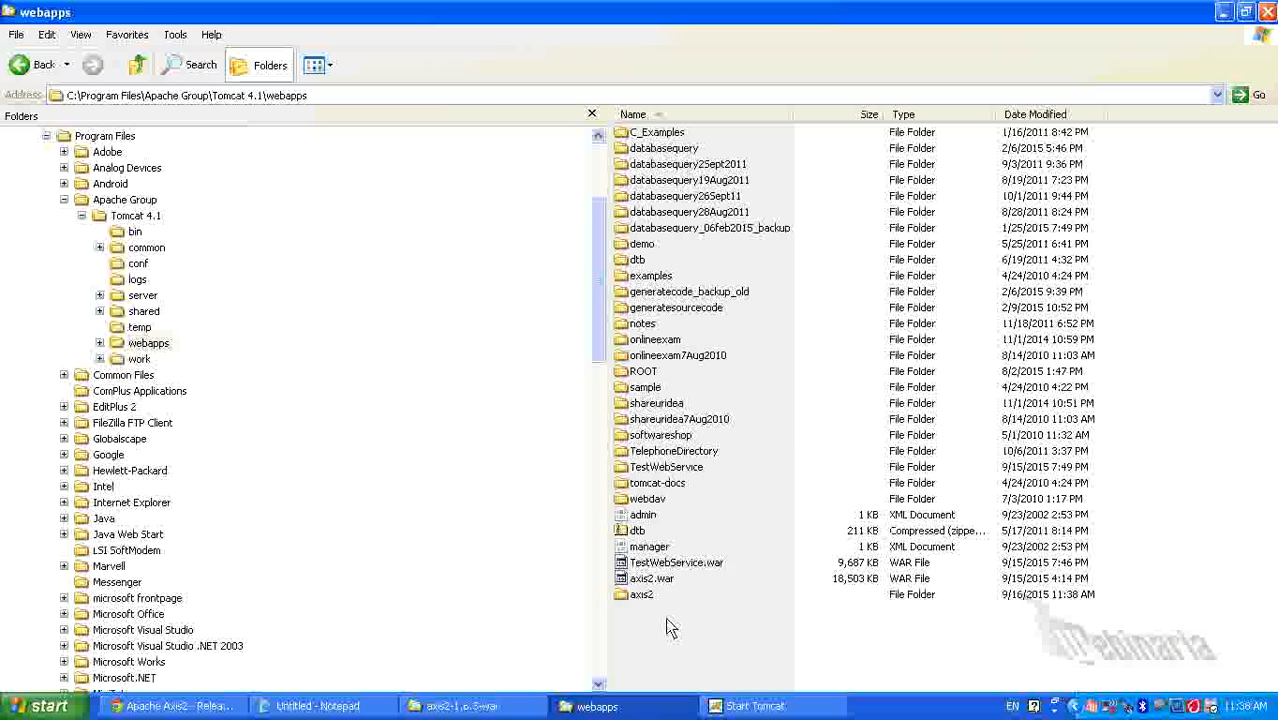 webapps
File Edit View Favorites Tools Help
Back Search Folders
Address C:\Program Files\Apache Group\Tomcat 4.1\webapps Go
Folders
Program Files
Adobe
Analog Devices
Android
Apache Group
Tomcat 4.1
bin
common
conf
logs
server
shared
temp
webapps
work
Common Files
ComPlus Applications
EditPlus 2
FileZilla FTP Client
Globalscape
Google
Hewlett-Packard
Intel
Internet Explorer
Java
Java Web Start
LSI SoftModem
Marvell
Messenger
microsoft frontpage
Microsoft Office
Microsoft Visual Studio
Microsoft Visual Studio .NET 2003
Microsoft Works
Microsoft.NET
Name Size Type Date Modified
C_Examples File Folder 1/16/2011 8:42 PM
databasequery File Folder 2/6/2015 5:46 PM
databasequery25sept2011 File Folder 9/3/2011 9:36 PM
databasequery19Aug2011 File Folder 8/19/2011 7:23 PM
databasequery26Sept11 File Folder 10/1/2011 9:44 PM
databasequery28Aug2011 File Folder 8/28/2011 8:24 PM
databasequery_06feb2015_backup File Folder 1/25/2015 7:49 PM
demo File Folder 5/25/2011 6:41 PM
dtb File Folder 6/19/2011 4:32 PM
examples File Folder 4/24/2010 4:24 PM
generatecode_backup_old File Folder 2/6/2015 9:39 PM
generatesourcecode File Folder 2/9/2015 10:52 PM
notes File Folder 11/18/2011 6:52 PM
onlineexam File Folder 11/1/2014 10:59 PM
onlineexam7Aug2010 File Folder 8/14/2010 11:03 AM
ROOT File Folder 8/2/2015 1:47 PM
sample File Folder 4/24/2010 4:22 PM
shareuridea File Folder 11/1/2014 10:51 PM
shareuridea7Aug2010 File Folder 8/14/2010 11:03 AM
softwareshop File Folder 5/1/2010 11:32 AM
TelephoneDirectory File Folder 10/6/2011 3:37 PM
TestWebService File Folder 9/15/2015 7:49 PM
tomcat-docs File Folder 4/24/2010 4:24 PM
webdav File Folder 7/3/2010 1:17 PM
admin 1 KB XML Document 9/23/2002 2:53 PM
dtb 211 KB Compressed (zippe... 5/17/2011 8:14 PM
manager 1 KB XML Document 9/23/2002 2:53 PM
TestWebService.war 9,687 KB WAR File 9/15/2015 7:46 PM
axis2.war 18,503 KB WAR File 9/15/2015 4:14 PM
axis2 File Folder 9/16/2015 11:38 AM
start Apache Axis2 – Releas... Untitled - Notepad axis2-1.6.3-war webapps Start Tomcat EN 11:38 AM